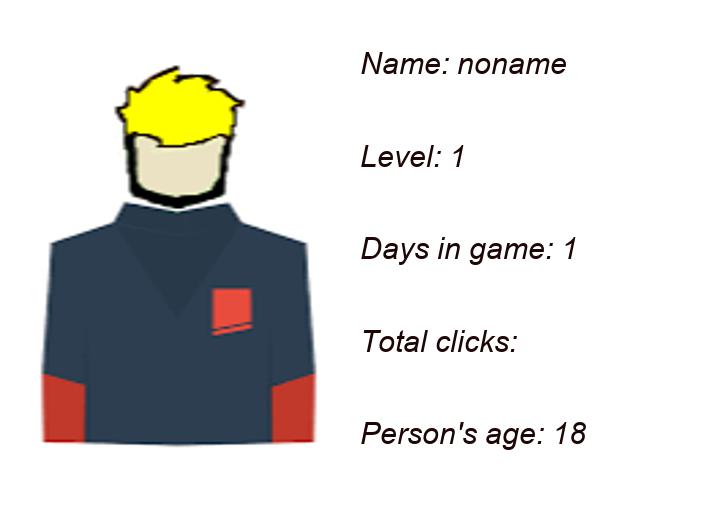 Name: noname
Level: 1
Days in game: 1
Total clicks:
Person's age: 18